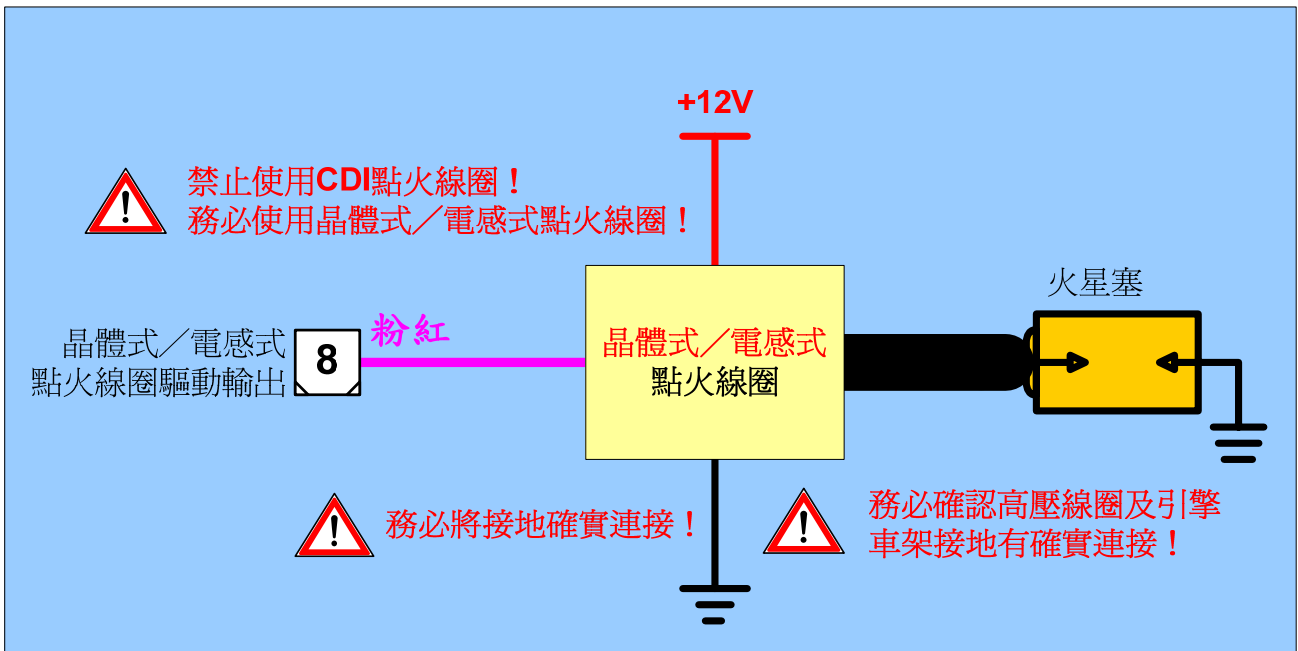 +12V
禁止使用CDI點火線圈！
務必使用晶體式／電感式點火線圈！
火星塞
晶體式／電感式
點火線圈驅動輸出
8
粉紅
晶體式／電感式
點火線圈
務必將接地確實連接！
務必確認高壓線圈及引擎
車架接地有確實連接！